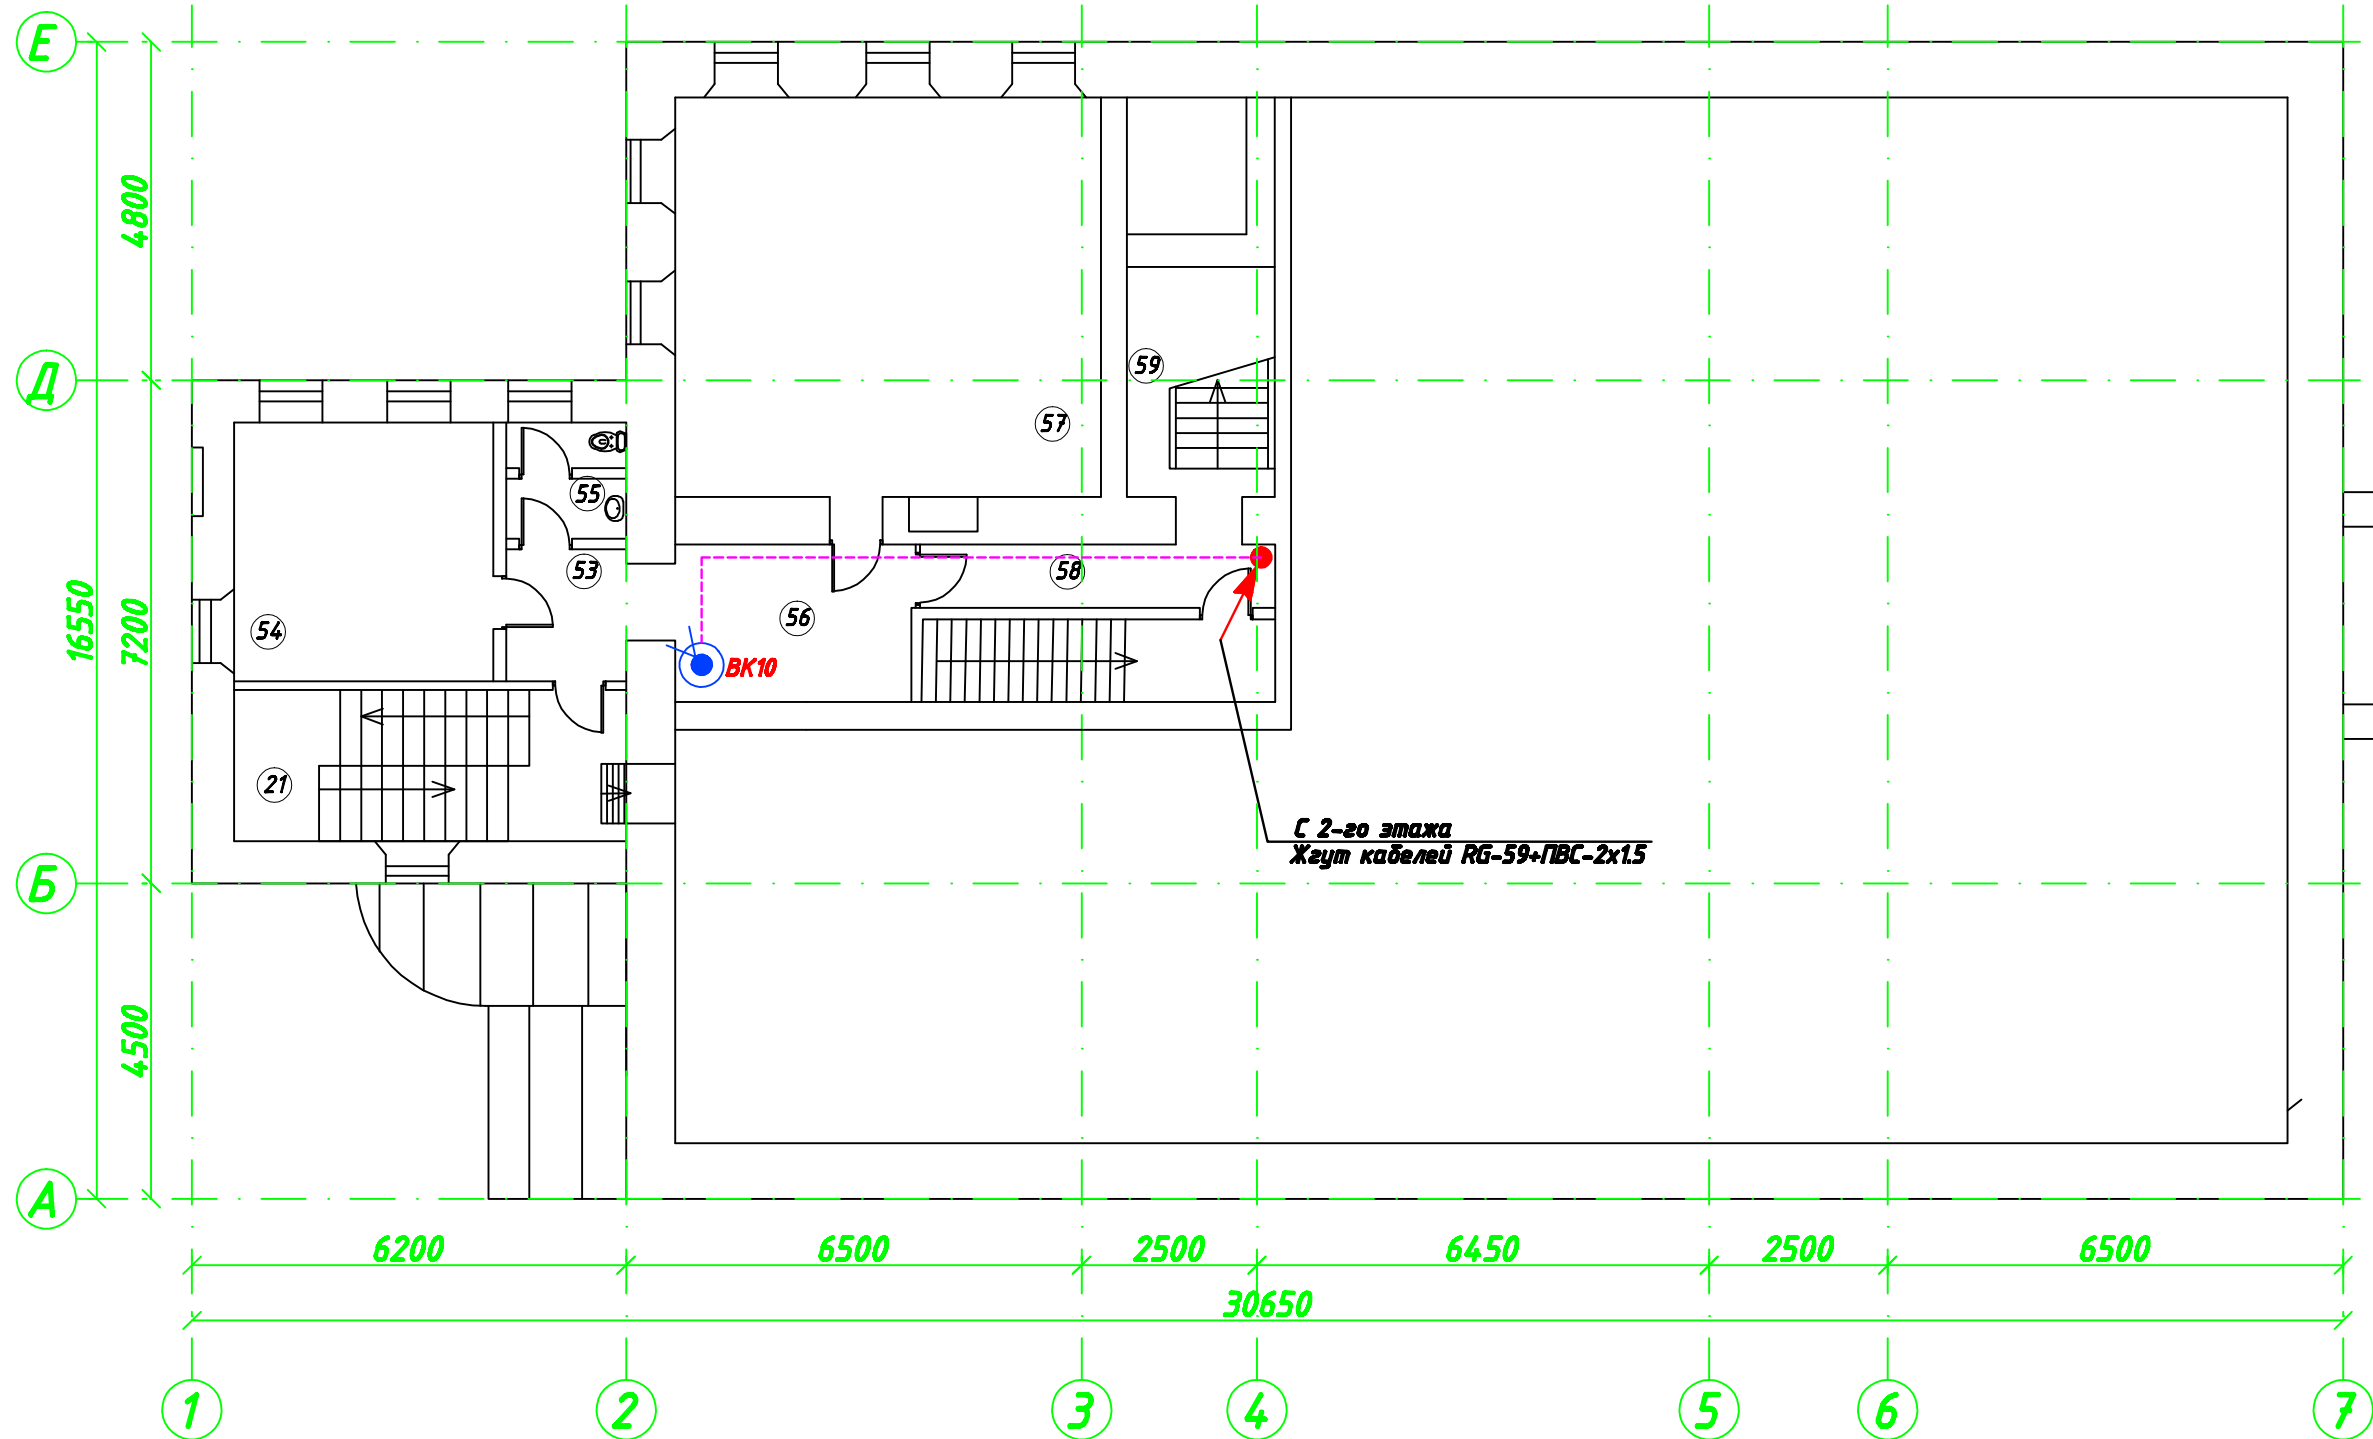 Е
4800
59
Д
57
55
53
58
16550
7200
54
56
ВК10
21
С 2-го этажа
Жгут кабелей RG-59+ПВС-2х1.5
Б
4500
А
6200 6500 2500 6450 2500 6500
30650
1 2 3 4 5 6 7